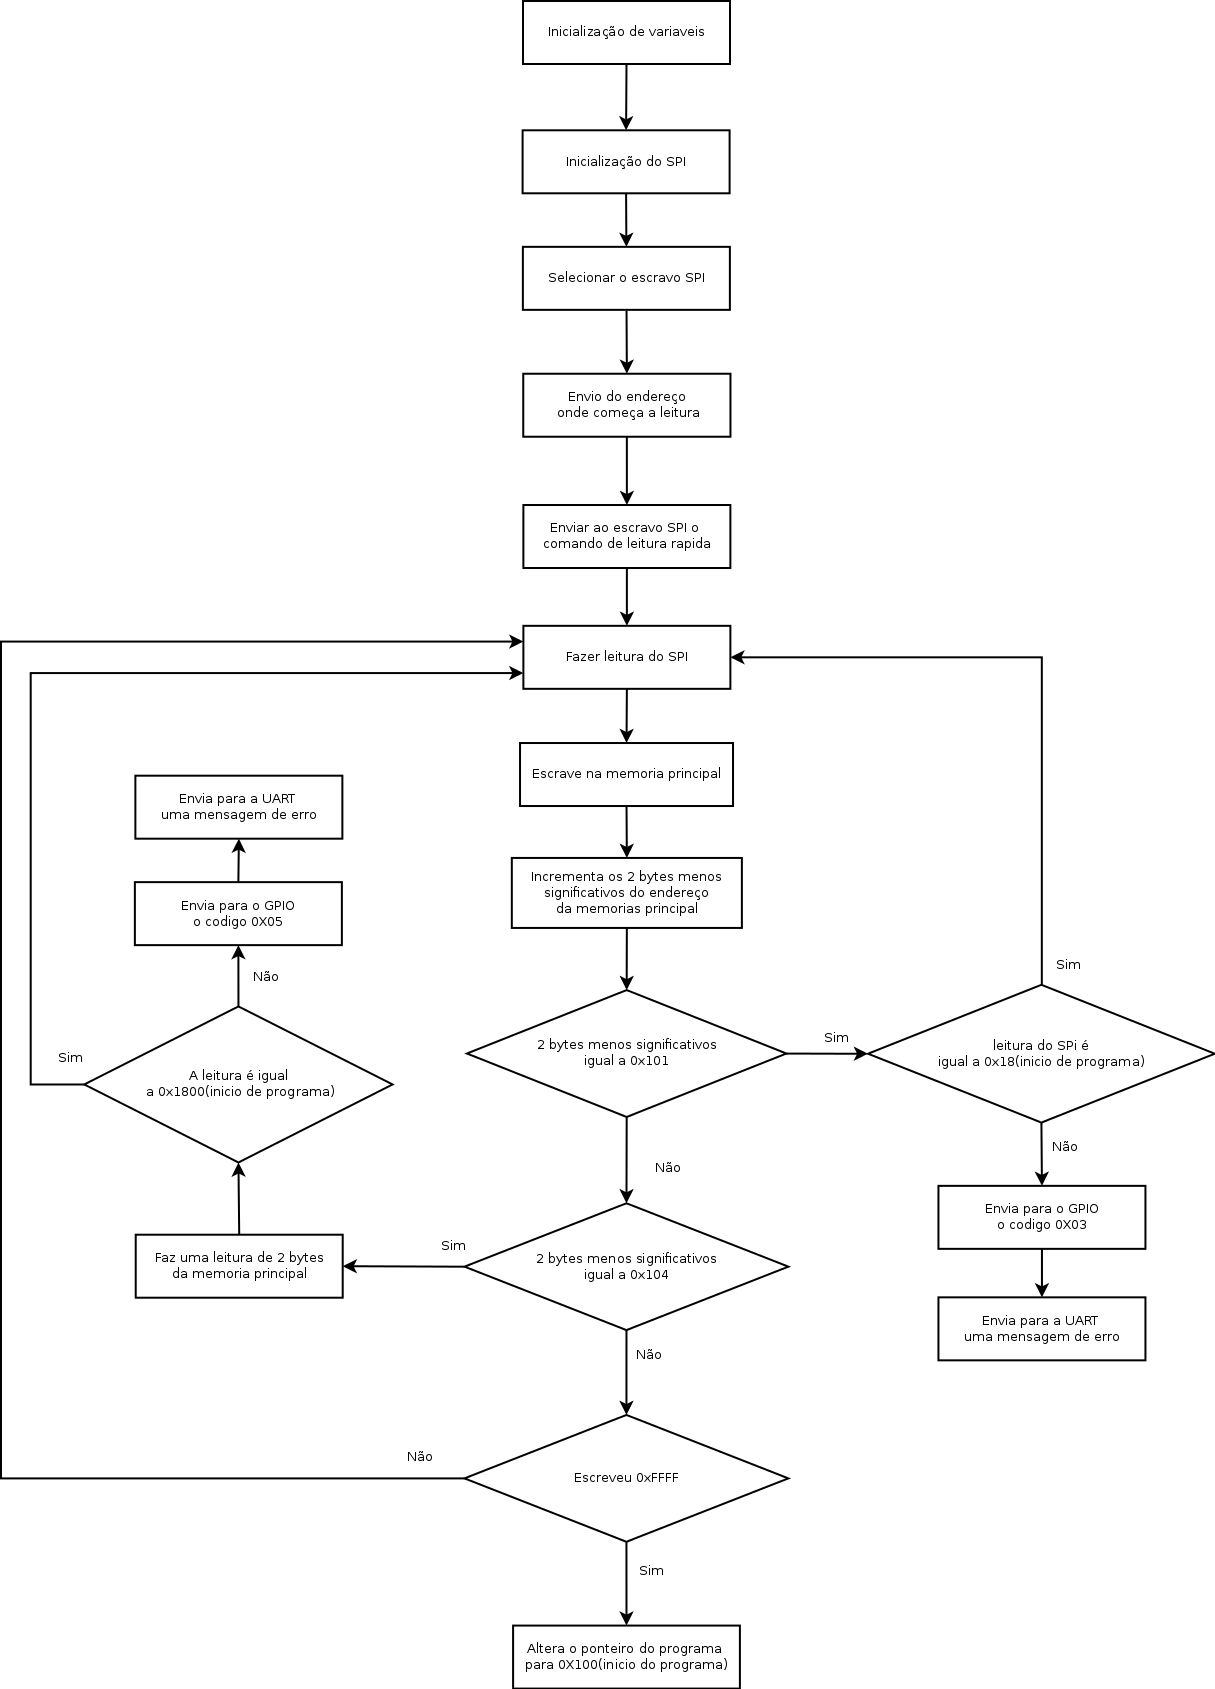 Inicialização de variaveis
Inicialização do SPI
Selecionar o escravo SPI
Envio do endereço
onde começa a leitura
Enviar ao escravo SPI o
comando de leitura rapida
Fazer leitura do SPI
Escrave na memoria principal
Envia para a UART
uma mensagem de erro
Incrementa os 2 bytes menos
significativos do endereço
da memorias principal
Envia para o GPIO
o codigo 0X05
Não
Sim
Sim
Sim
2 bytes menos significativos
igual a 0x101
leitura do SPi é
igual a 0x18(inicio de programa)
A leitura é igual
a 0x1800(inicio de programa)
Não
Não
Envia para o GPIO
o codigo 0X03
Sim
Faz uma leitura de 2 bytes
da memoria principal
2 bytes menos significativos
igual a 0x104
Envia para a UART
uma mensagem de erro
Não
Não
Escreveu 0xFFFF
Sim
Altera o ponteiro do programa
para 0X100(inicio do programa)